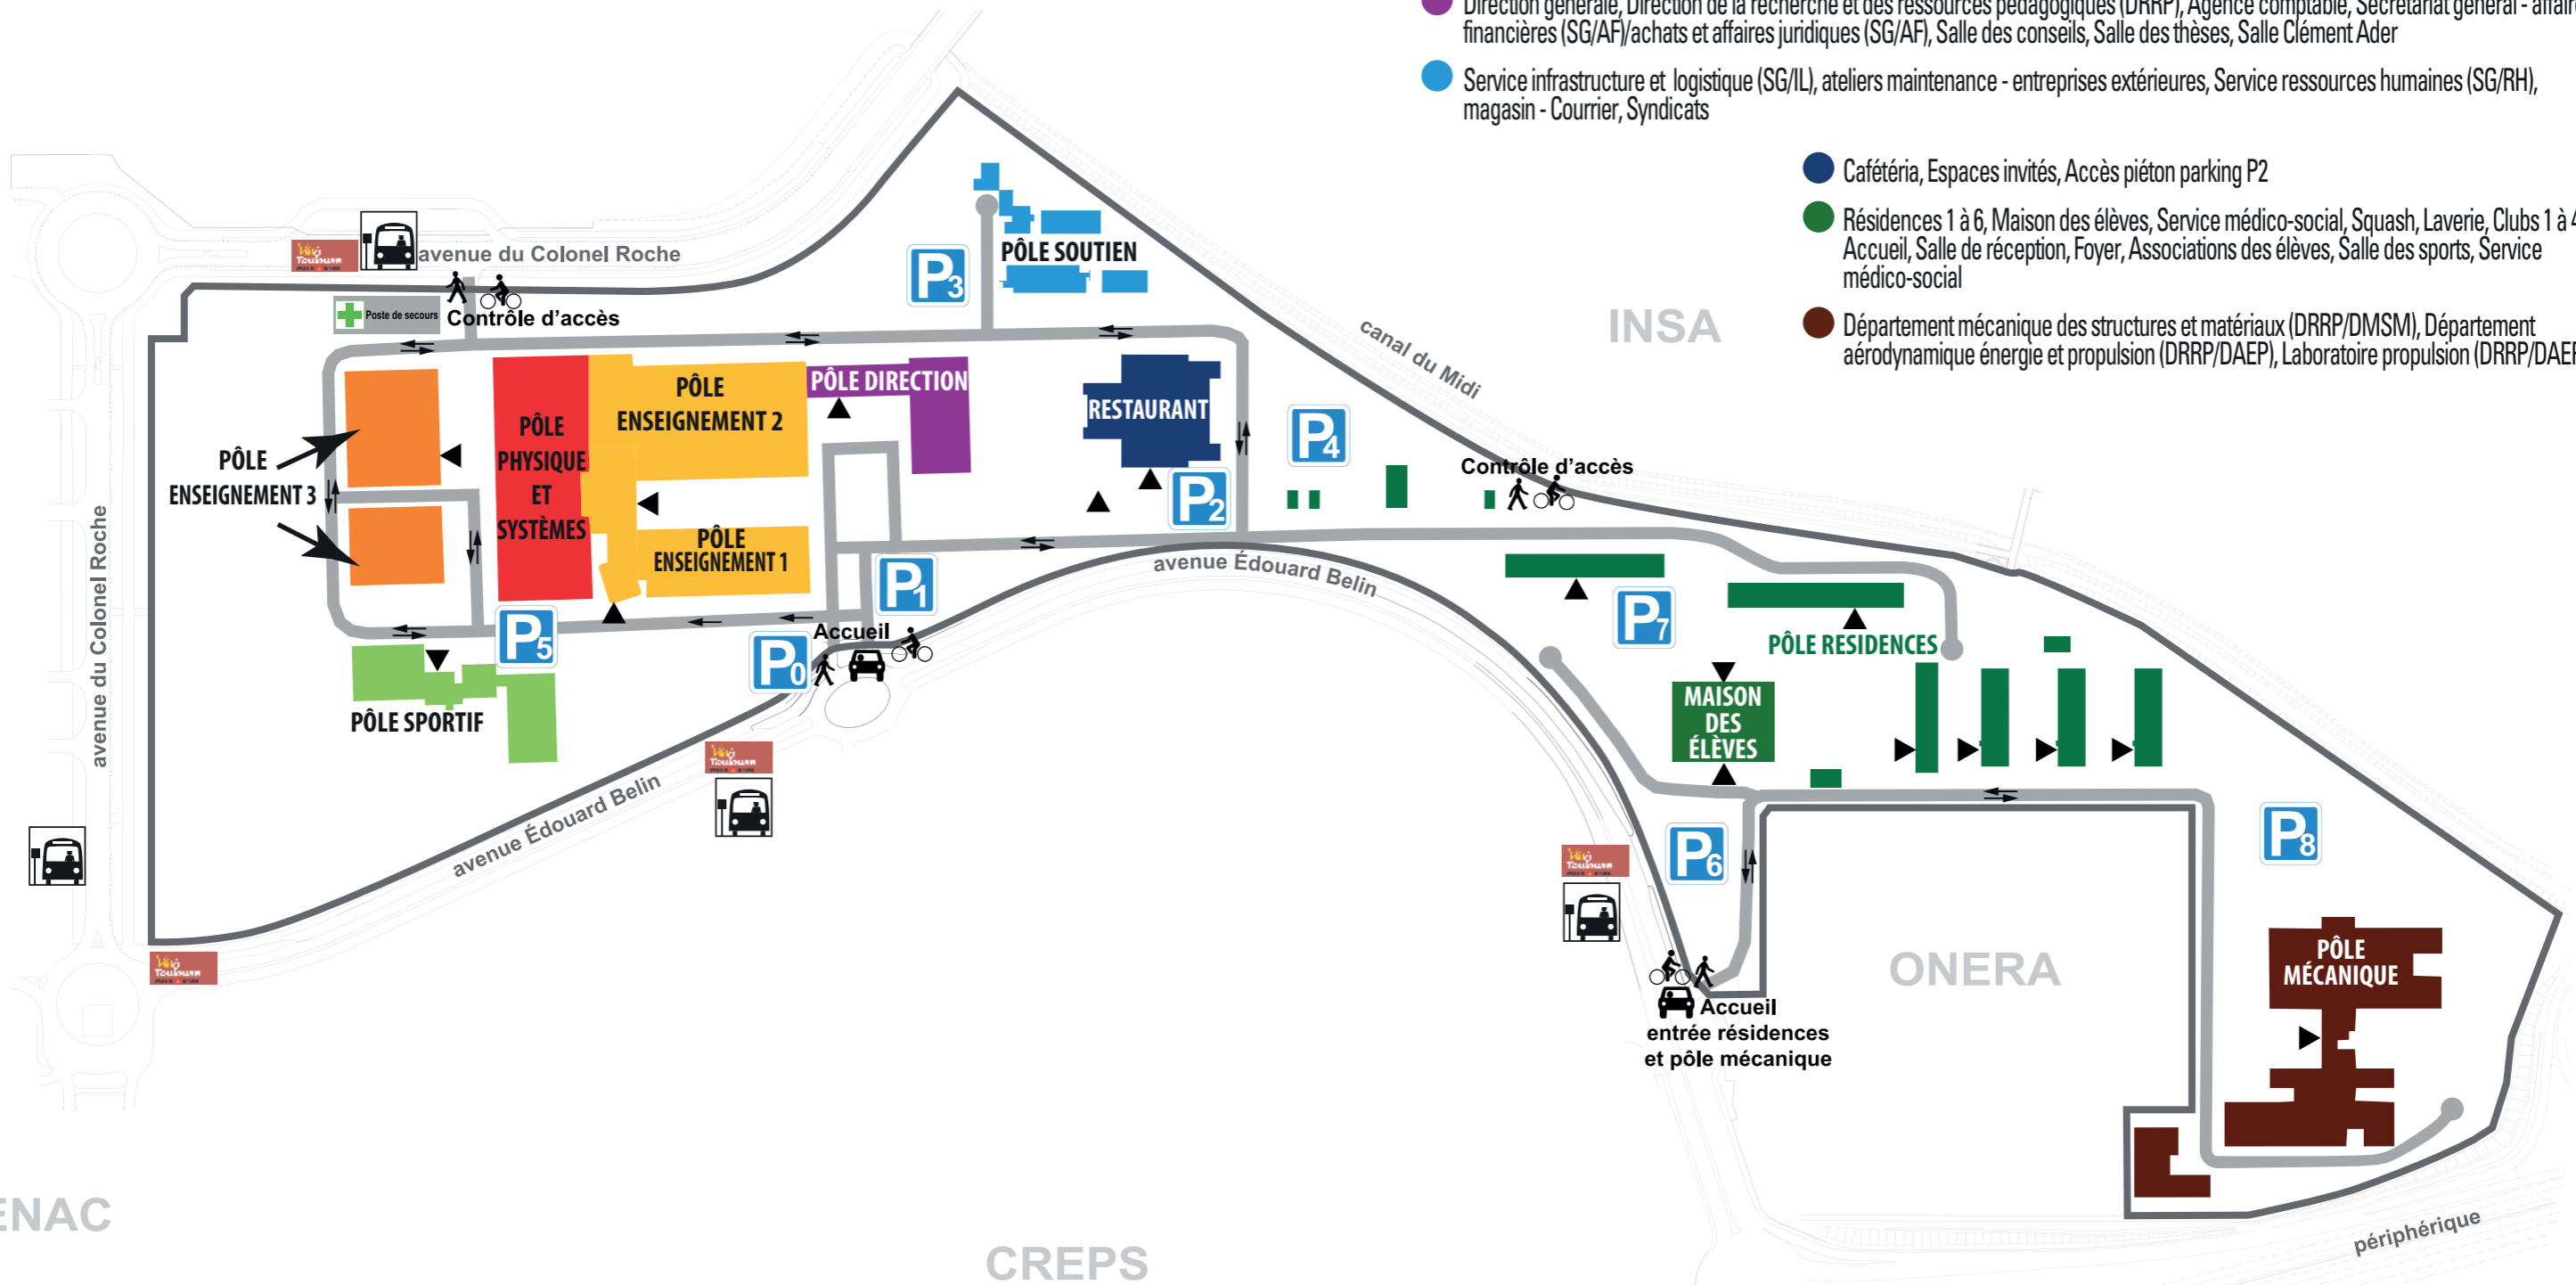 Direction générale, Direction de la recherche et des ressources pédagogiques (DRRP), Agence comptable, Secrétariat général - affaire
financières (SG/AF)/achats et affaires juridiques (SG/AF), Salle des conseils, Salle des thèses, Salle Clément Ader
Service infrastructure et logistique (SG/IL), ateliers maintenance - entreprises extérieures, Service ressources humaines (SG/RH),
magasin - Courrier, Syndicats
Cafétéria, Espaces invités, Accès piéton parking P2
Résidences 1 à 6, Maison des élèves, Service médico-social, Squash, Laverie, Clubs 1 à 4
Accueil, Salle de réception, Foyer, Associations des élèves, Salle des sports, Service
médico-social
Département mécanique des structures et matériaux (DRRP/DMSM), Département
aérodynamique énergie et propulsion (DRRP/DAEP), Laboratoire propulsion (DRRP/DAEP
avenue du Colonel Roche
Toulouse
Poste de secours
Contrôle d'accès
P3
PÔLE SOUTIEN
canal du Midi
INSA
PÔLE
ENSEIGNEMENT 3
PÔLE
PHYSIQUE
ET
SYSTÈMES
PÔLE
ENSEIGNEMENT 2
PÔLE DIRECTION
RESTAURANT
P4
P2
Contrôle d'accès
PÔLE
ENSEIGNEMENT 1
avenue du Colonel Roche
P1
avenue Édouard Belin
P5
P0
Accueil
P7
PÔLE RESIDENCES
MAISON
DES
ÉLÈVES
PÔLE SPORTIF
Toulouse
avenue Édouard Belin
Toulouse
P6
P8
Toulouse
ONERA
PÔLE
MÉCANIQUE
Accueil
entrée résidences
et pôle mécanique
ENAC
CREPS
périphérique